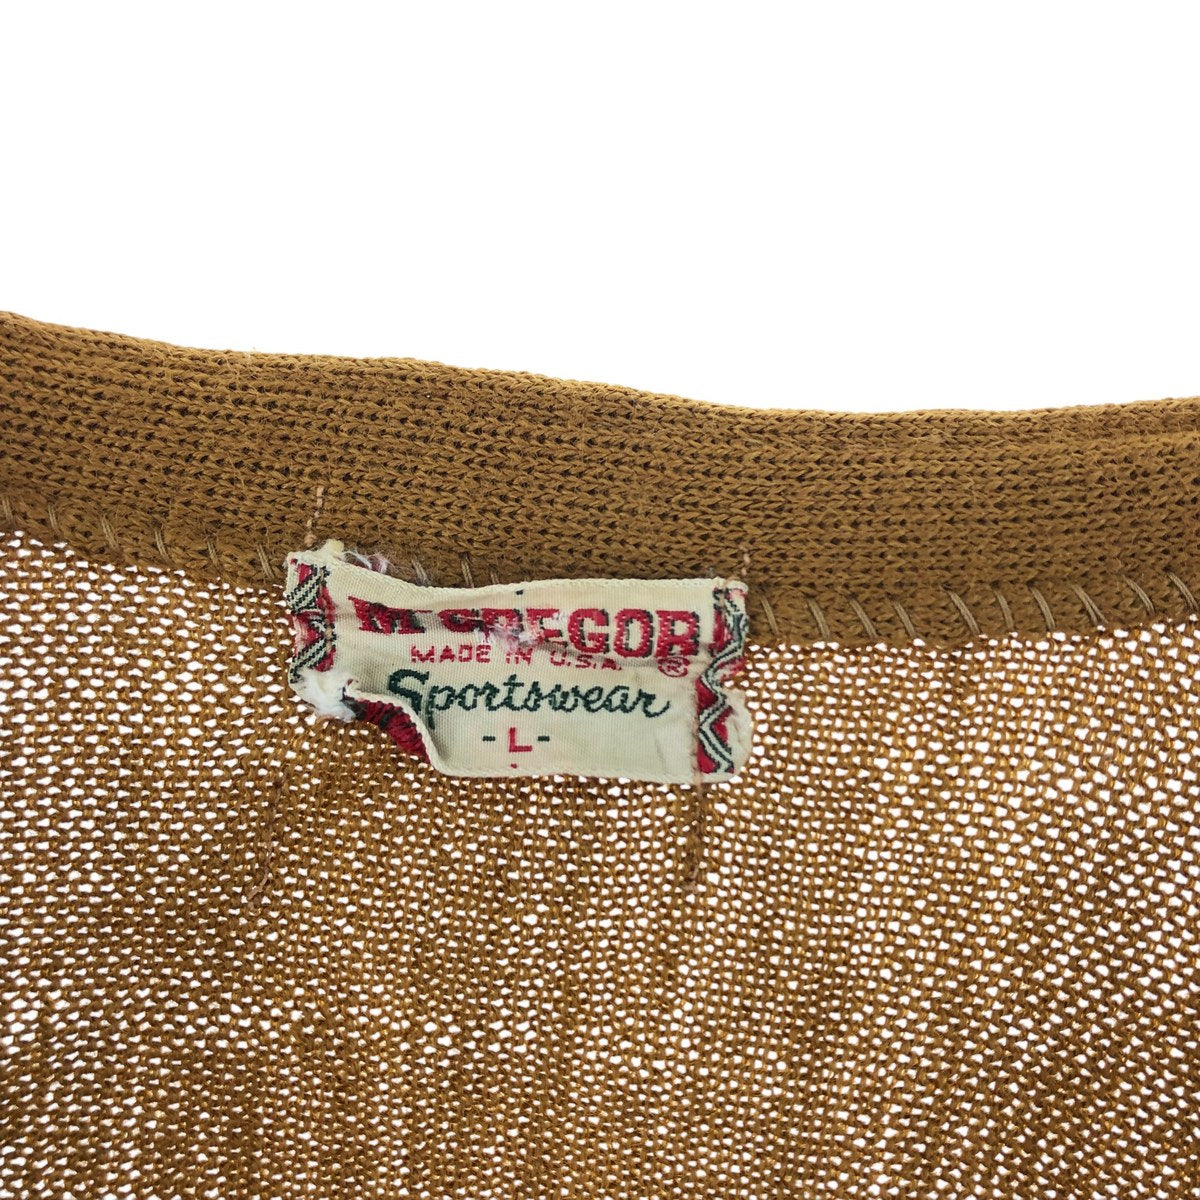 McGREGOR
MADE IN U.S.A. ®
Sportswear
-L-